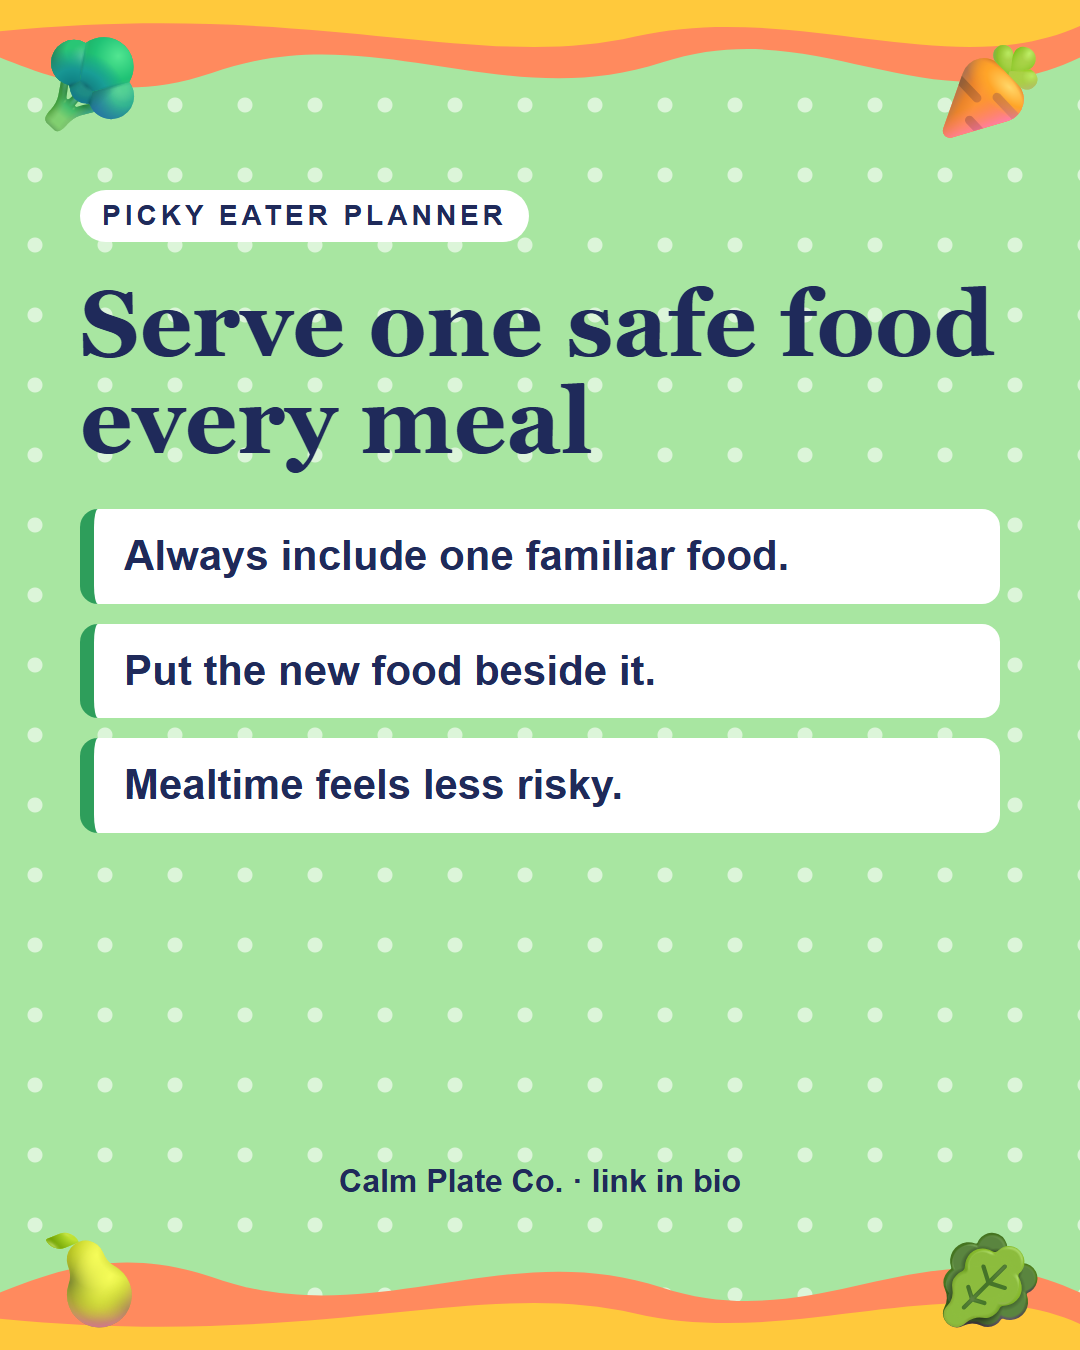 PICKY EATER PLANNER
Serve one safe food
every meal
Always include one familiar food.
Put the new food beside it.
Mealtime feels less risky.
Calm Plate Co. · link in bio